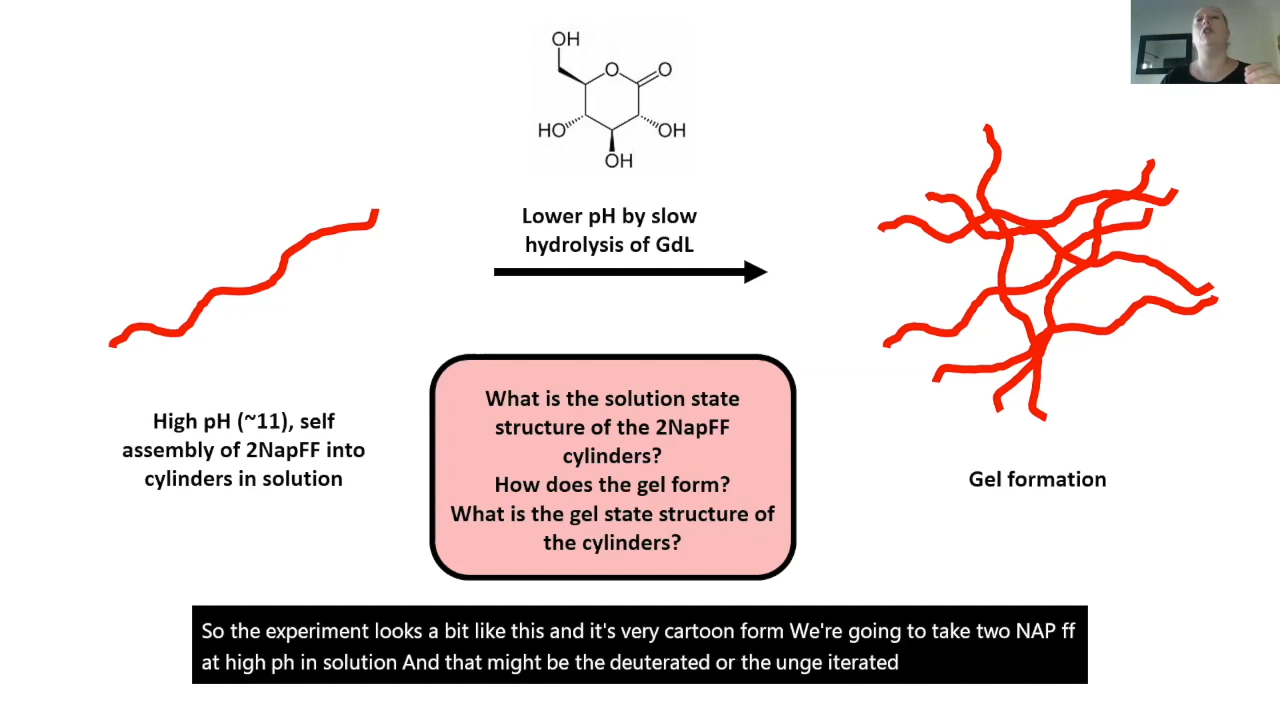 OH
O
O
HO
OH
OH
Lower pH by slow
hydrolysis of GdL
High pH (~11), self
assembly of 2NapFF into
cylinders in solution
What is the solution state
structure of the 2NapFF
cylinders?
How does the gel form?
What is the gel state structure of
the cylinders?
Gel formation
So the experiment looks a bit like this and it's very cartoon form We're going to take two NAP ff
at high ph in solution And that might be the deuterated or the unge iterated